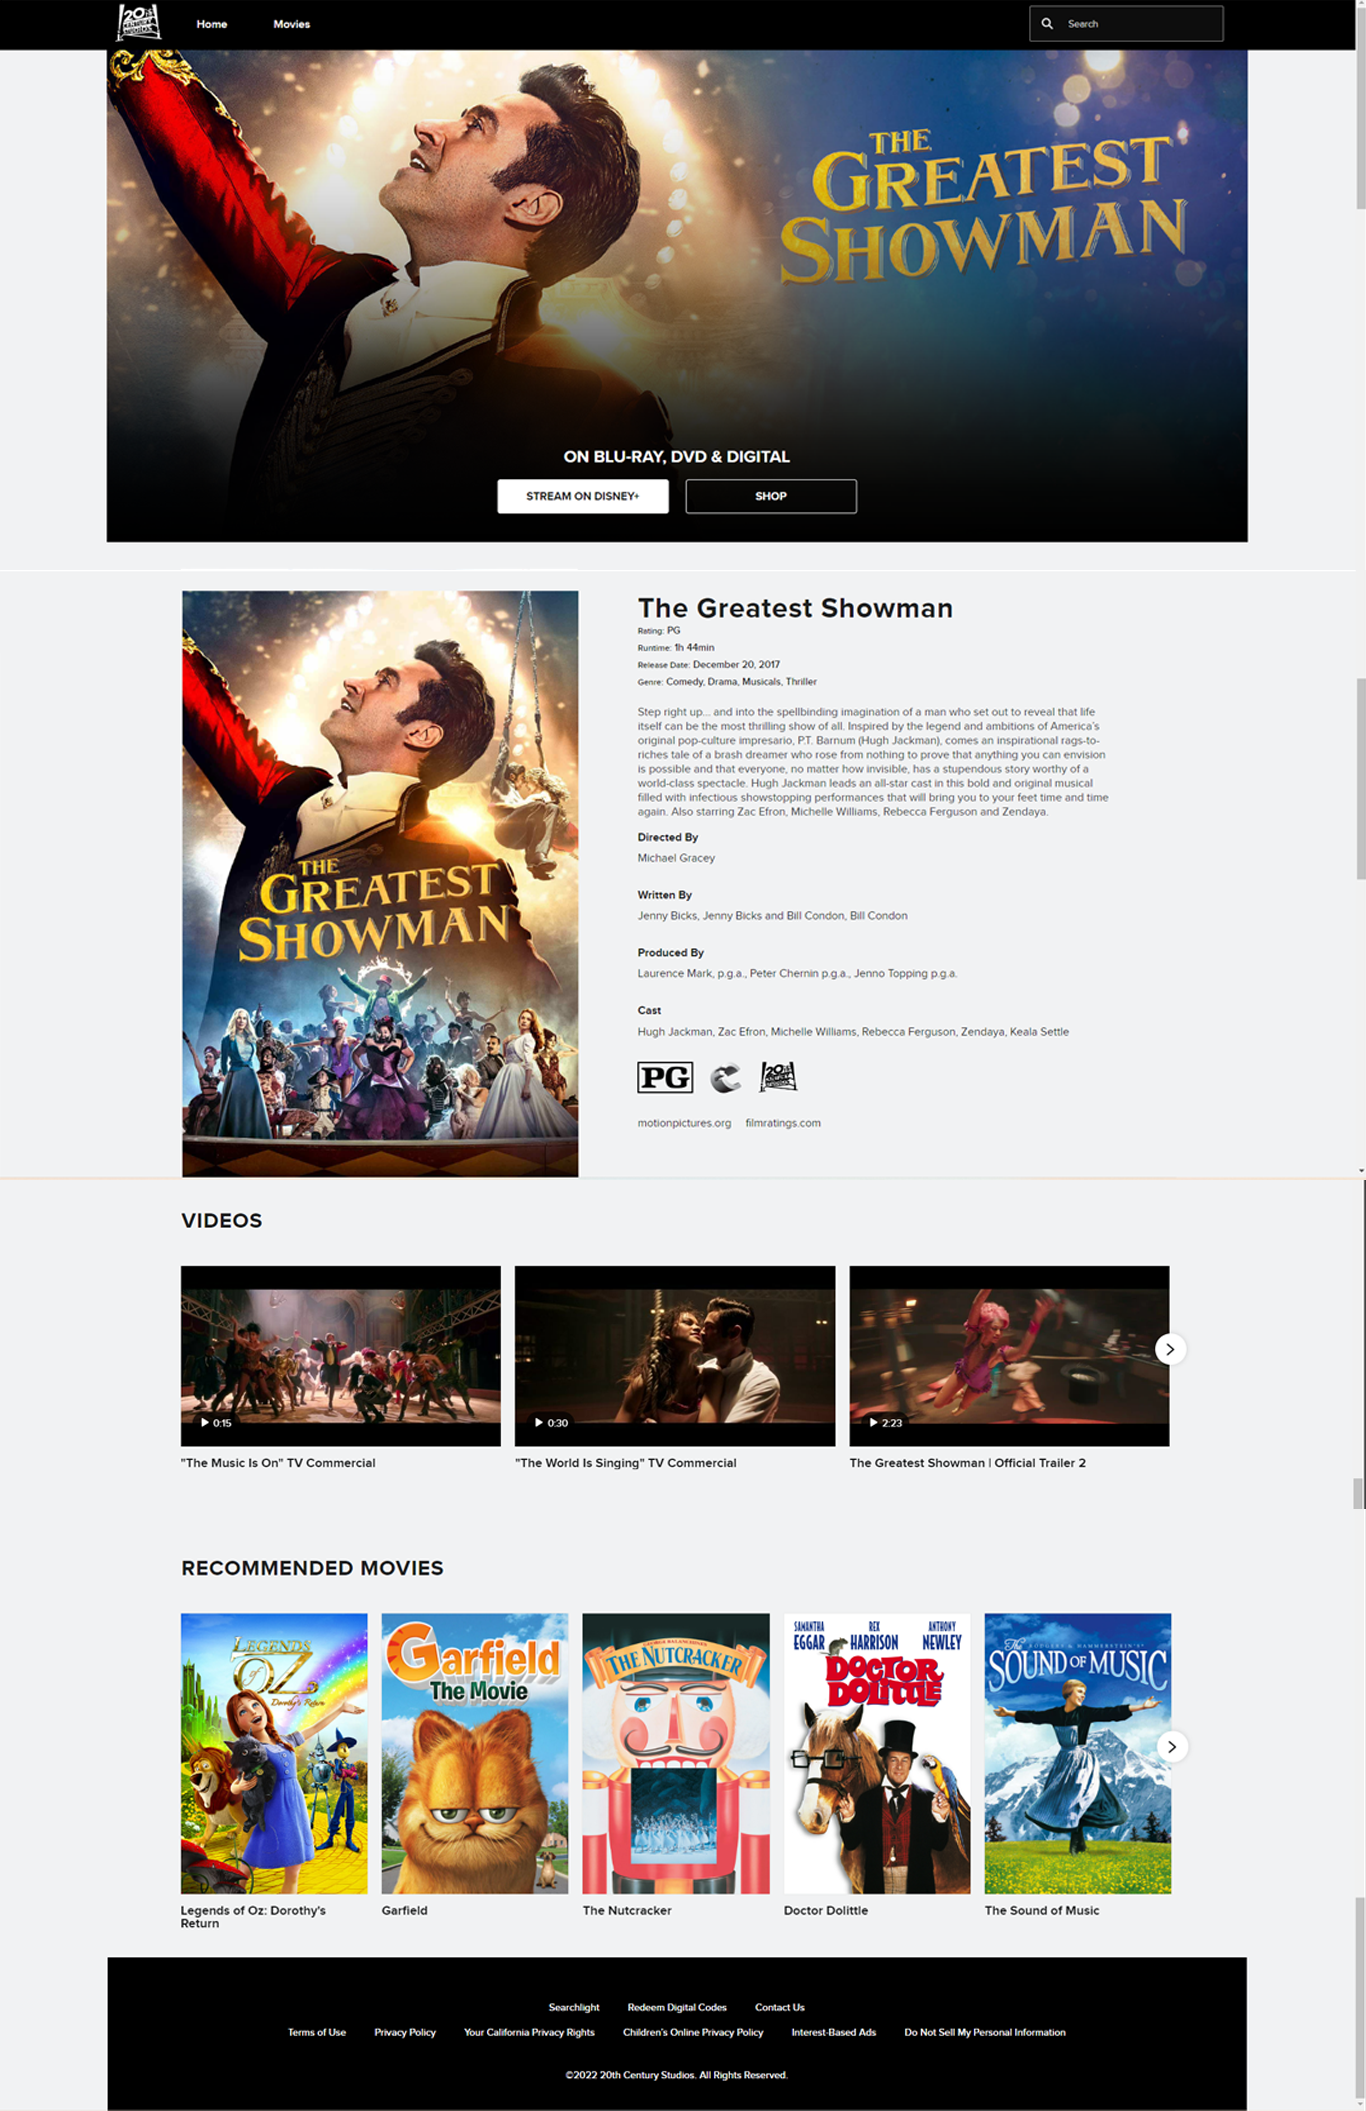 20th
CENTURY
STUDIOS
Home
Movies
Search
THE
GREATEST
SHOWMAN
ON BLU-RAY, DVD & DIGITAL
STREAM ON DISNEY+
SHOP
THE
GREATEST
SHOWMAN
The Greatest Showman
Rating: PG
Runtime: 1h 44min
Release Date: December 20, 2017
Genre: Comedy, Drama, Musicals, Thriller
Step right up... and into the spellbinding imagination of a man who set out to reveal that life
itself can be the most thrilling show of all. Inspired by the legend and ambitions of America's
original pop-culture impresario, P.T. Barnum (Hugh Jackman), comes an inspirational rags-to-
riches tale of a brash dreamer who rose from nothing to prove that anything you can envision
is possible and that everyone, no matter how invisible, has a stupendous story worthy of a
world-class spectacle. Hugh Jackman leads an all-star cast in this bold and original musical
filled with infectious showstopping performances that will bring you to your feet time and time
again. Also starring Zac Efron, Michelle Williams, Rebecca Ferguson and Zendaya.
Directed By
Michael Gracey
Written By
Jenny Bicks, Jenny Bicks and Bill Condon, Bill Condon
Produced By
Laurence Mark, p.g.a., Peter Chernin p.g.a., Jenno Topping p.g.a.
Cast
Hugh Jackman, Zac Efron, Michelle Williams, Rebecca Ferguson, Zendaya, Keala Settle
PG
20th
CENTURY
STUDIOS
motionpictures.org filmratings.com
VIDEOS
0:15
0:30
2:23
"The Music Is On" TV Commercial
"The World Is Singing" TV Commercial
The Greatest Showman | Official Trailer 2
RECOMMENDED MOVIES
LEGENDS
of
OZ
Dorothy's Return
Garfield
The Movie
GEORGE BALANCHINE'S
THE NUTCRACKER
SAMANTHA EGGAR
REX HARRISON
ANTHONY NEWLEY
DOCTOR
DOLITTLE
RODGERS & HAMMERSTEIN'S
The
SOUND OF MUSIC
Legends of Oz: Dorothy's
Return
Garfield
The Nutcracker
Doctor Dolittle
The Sound of Music
Searchlight Redeem Digital Codes Contact Us
Terms of Use Privacy Policy Your California Privacy Rights Children's Online Privacy Policy Interest-Based Ads Do Not Sell My Personal Information
©2022 20th Century Studios. All Rights Reserved.